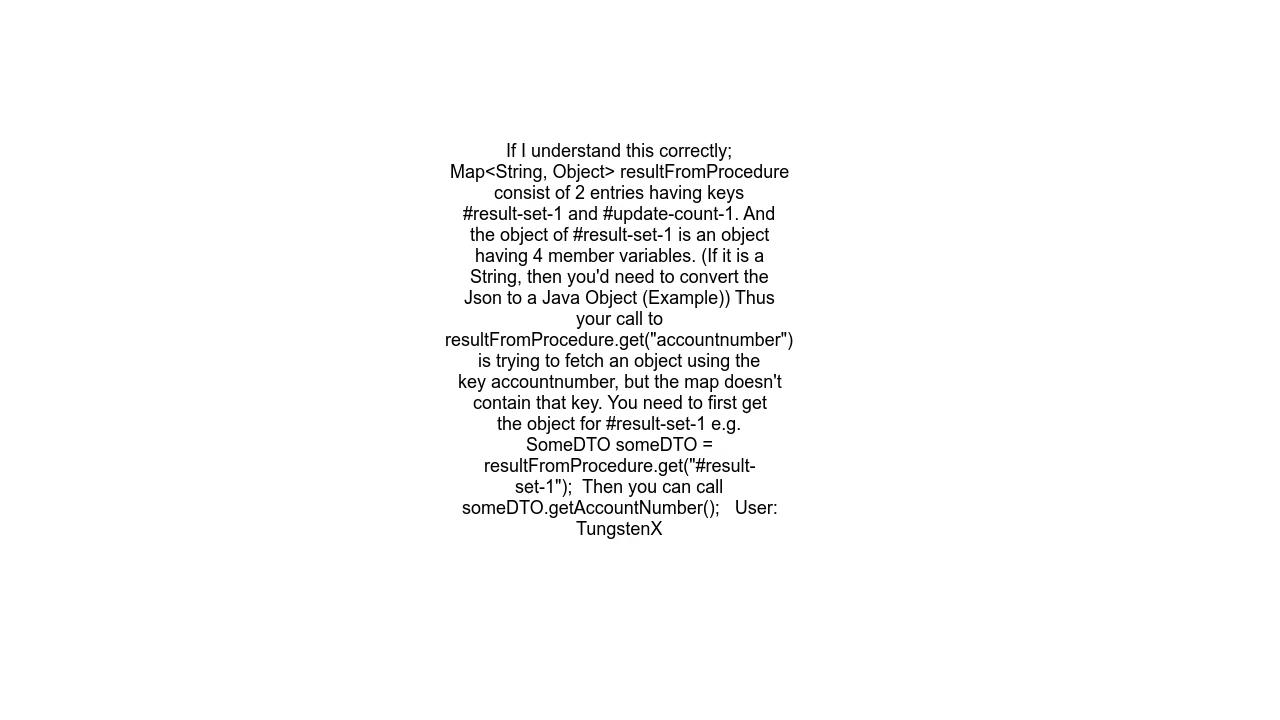 If I understand this correctly;
Map<String, Object> resultFromProcedure
consist of 2 entries having keys
#result-set-1 and #update-count-1. And
the object of #result-set-1 is an object
having 4 member variables. (If it is a
String, then you'd need to convert the
Json to a Java Object (Example)) Thus
your call to
resultFromProcedure.get("accountnumber")
is trying to fetch an object using the
key accountnumber, but the map doesn't
contain that key. You need to first get
the object for #result-set-1 e.g.
SomeDTO someDTO =
resultFromProcedure.get("#result-
set-1");  Then you can call
someDTO.getAccountNumber();   User:
TungstenX